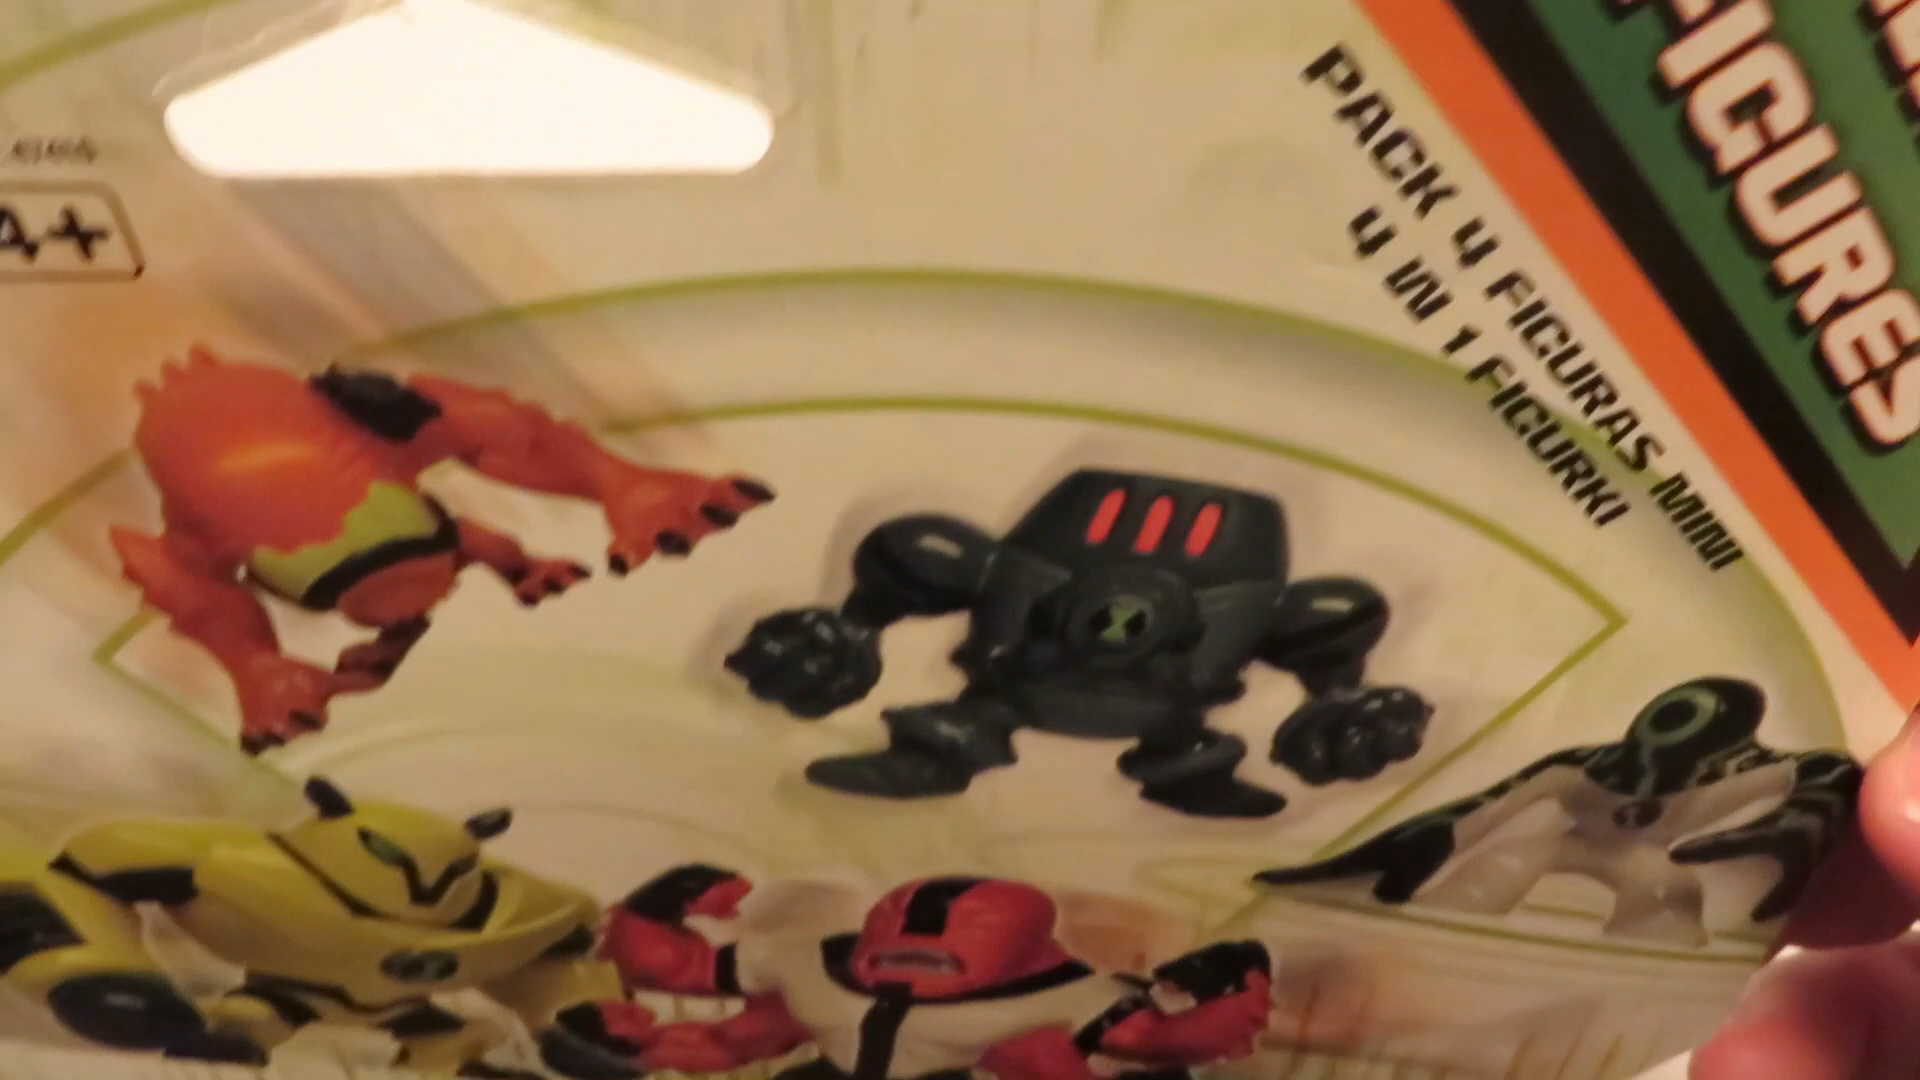 4+
FIGURES
PACK 4 FIGURAS MINI
4 IN 1 FIGURKI